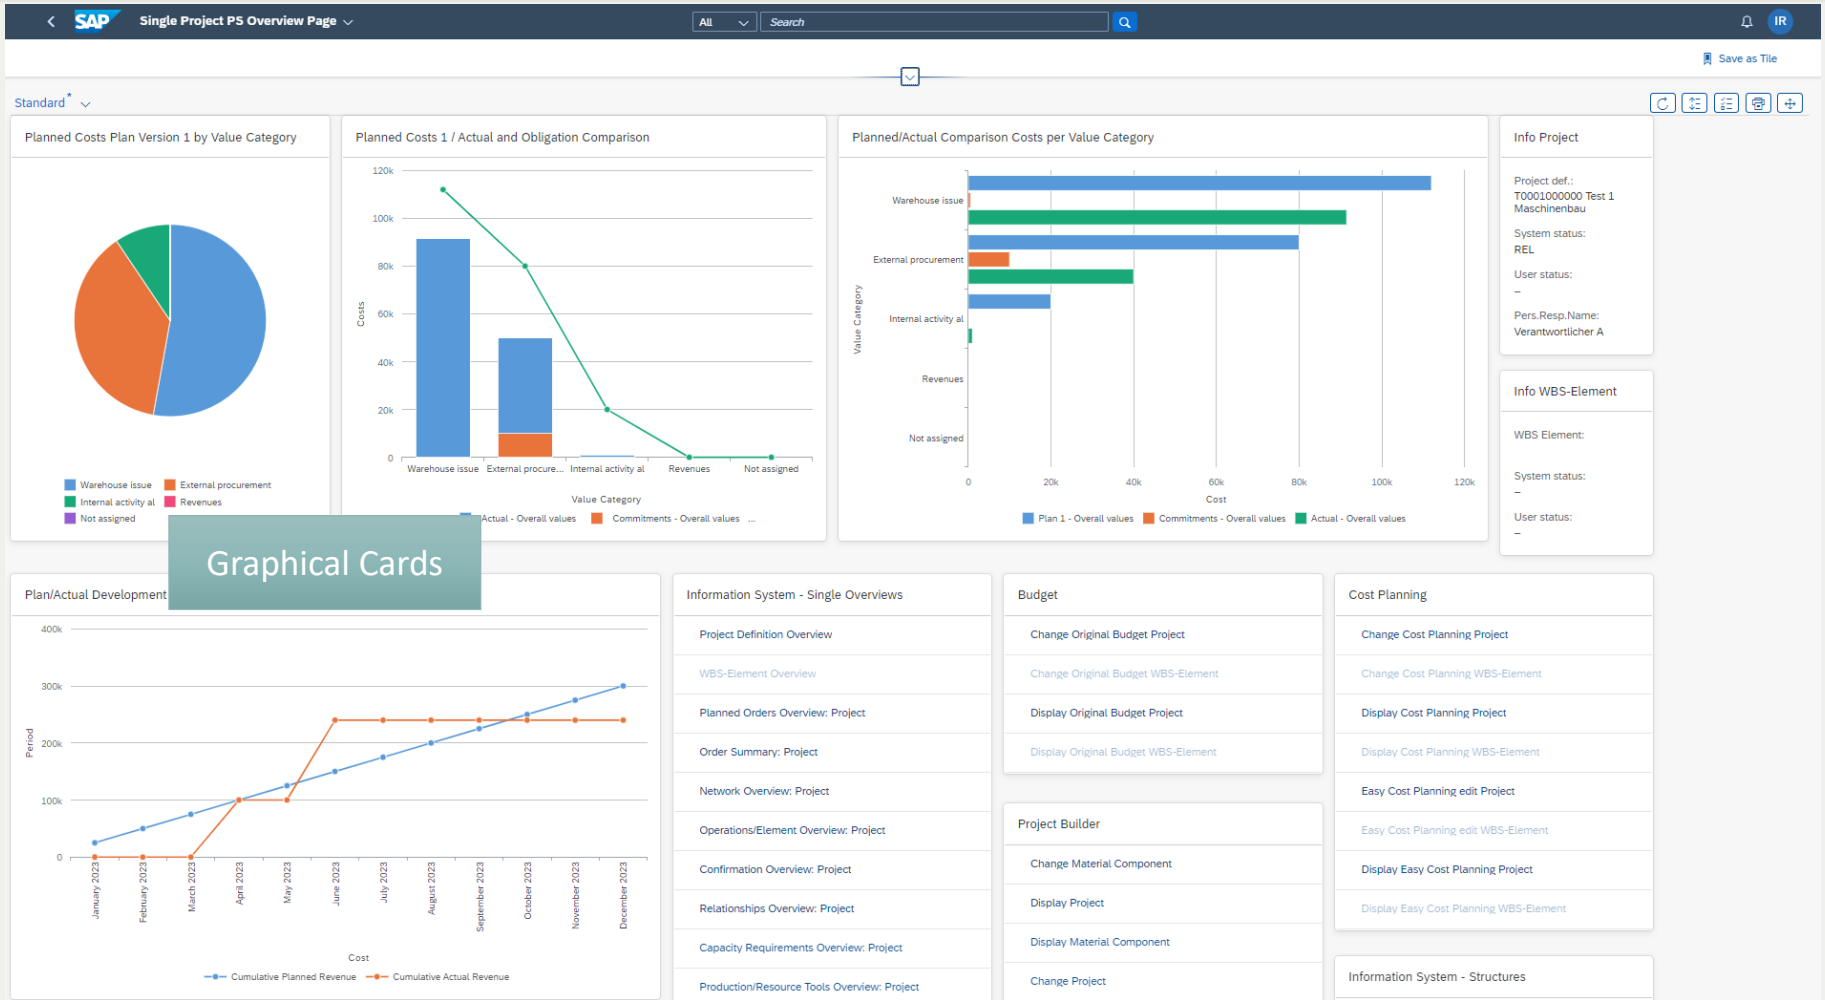 SAP
Single Project PS Overview Page
All
Search
IR
Save as Tile
Standard *
Planned Costs Plan Version 1 by Value Category
Warehouse issue
External procurement
Internal activity al
Revenues
Not assigned
Planned Costs 1 / Actual and Obligation Comparison
120k
100k
80k
60k
40k
20k
0
Costs
Warehouse issue
External procure...
Internal activity al
Revenues
Not assigned
Value Category
Actual - Overall values
Commitments - Overall values
...
Planned/Actual Comparison Costs per Value Category
Value Category
Warehouse issue
External procurement
Internal activity al
Revenues
Not assigned
0
20k
40k
60k
80k
100k
120k
Cost
Plan 1 - Overall values
Commitments - Overall values
Actual - Overall values
Info Project
Project def.:
T0001000000 Test 1
Maschinenbau
System status:
REL
User status:
–
Pers.Resp.Name:
Verantwortlicher A
Info WBS-Element
WBS Element:
System status:
–
User status:
–
Graphical Cards
Plan/Actual Development
400k
300k
200k
100k
0
Period
January 2023
February 2023
March 2023
April 2023
May 2023
June 2023
July 2023
August 2023
September 2023
October 2023
November 2023
December 2023
Cost
Cumulative Planned Revenue
Cumulative Actual Revenue
Information System - Single Overviews
Project Definition Overview
WBS-Element Overview
Planned Orders Overview: Project
Order Summary: Project
Network Overview: Project
Operations/Element Overview: Project
Confirmation Overview: Project
Relationships Overview: Project
Capacity Requirements Overview: Project
Production/Resource Tools Overview: Project
Budget
Change Original Budget Project
Change Original Budget WBS-Element
Display Original Budget Project
Display Original Budget WBS-Element
Project Builder
Change Material Component
Display Project
Display Material Component
Change Project
Cost Planning
Change Cost Planning Project
Change Cost Planning WBS-Element
Display Cost Planning Project
Display Cost Planning WBS-Element
Easy Cost Planning edit Project
Easy Cost Planning edit WBS-Element
Display Easy Cost Planning Project
Display Easy Cost Planning WBS-Element
Information System - Structures